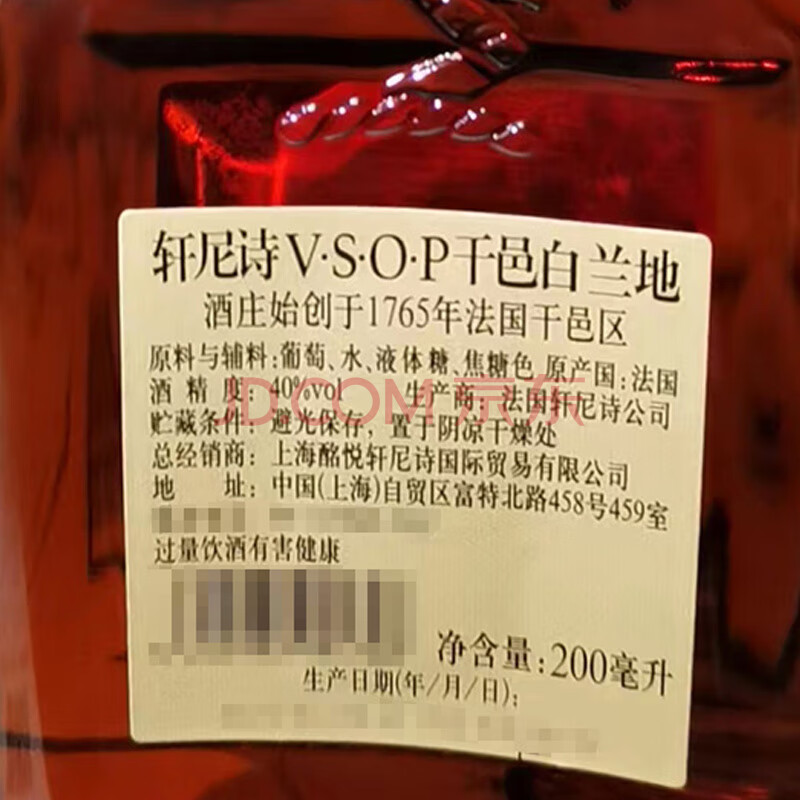 轩尼诗V·S·O·P干邑白兰地
酒庄始创于1765年法国干邑区
原料与辅料:葡萄、水、液体糖、焦糖色 原产国:法国
酒 精 度: 40%vol 生产商: 法国轩尼诗公司
JD.COM 京东
贮藏条件: 避光保存, 置于阴凉干燥处
总经销商: 上海酩悦轩尼诗国际贸易有限公司
地 址: 中国(上海)自贸区富特北路458号459室
过量饮酒有害健康
净含量:200毫升
生产日期(年/月/日):